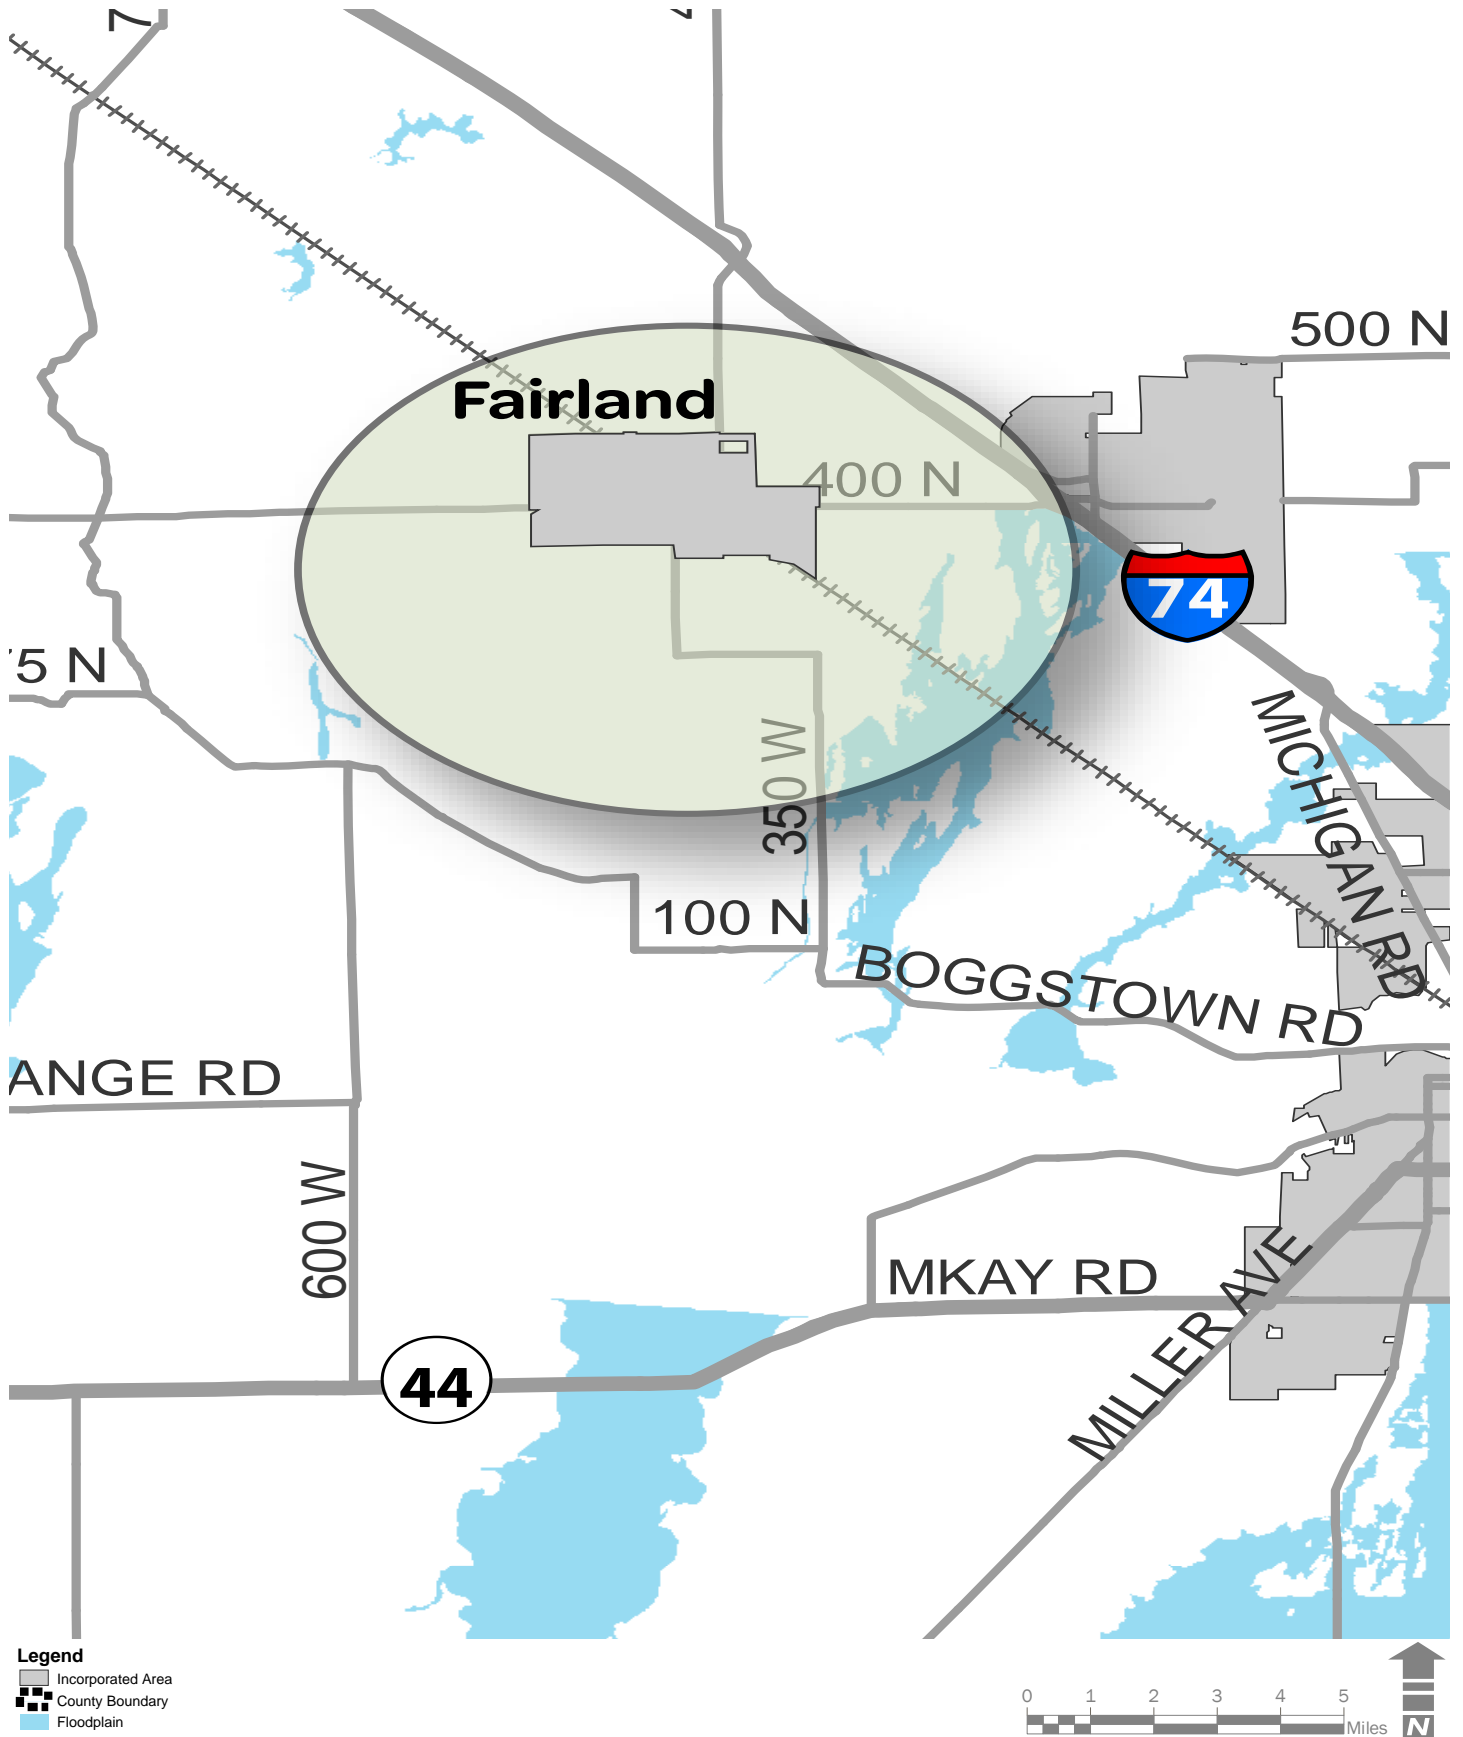 7
500 N
Fairland
400 N
74
5 N
MICHIGAN RD
350 W
100 N
BOGGSTOWN RD
ANGE RD
600 W
MKAY RD
MILLER AVE
44
Legend
Incorporated Area
County Boundary
Floodplain
0 1 2 3 4 5
Miles
N